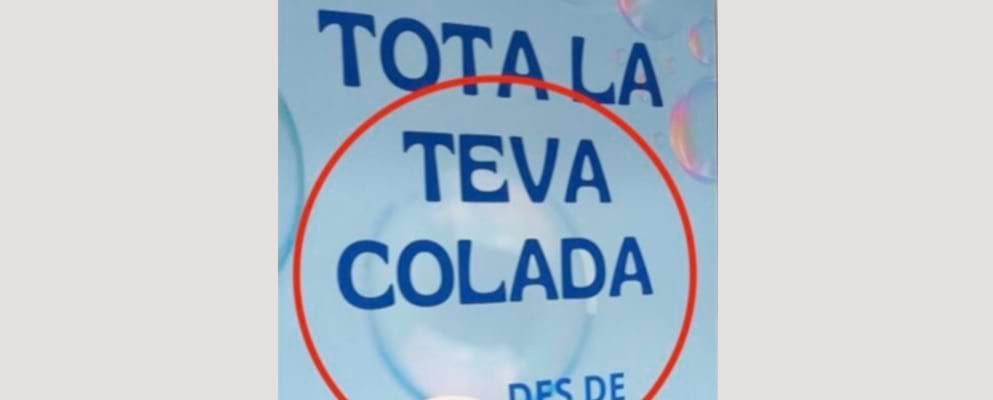 TOTA LA
TEVA
COLADA
DES DE